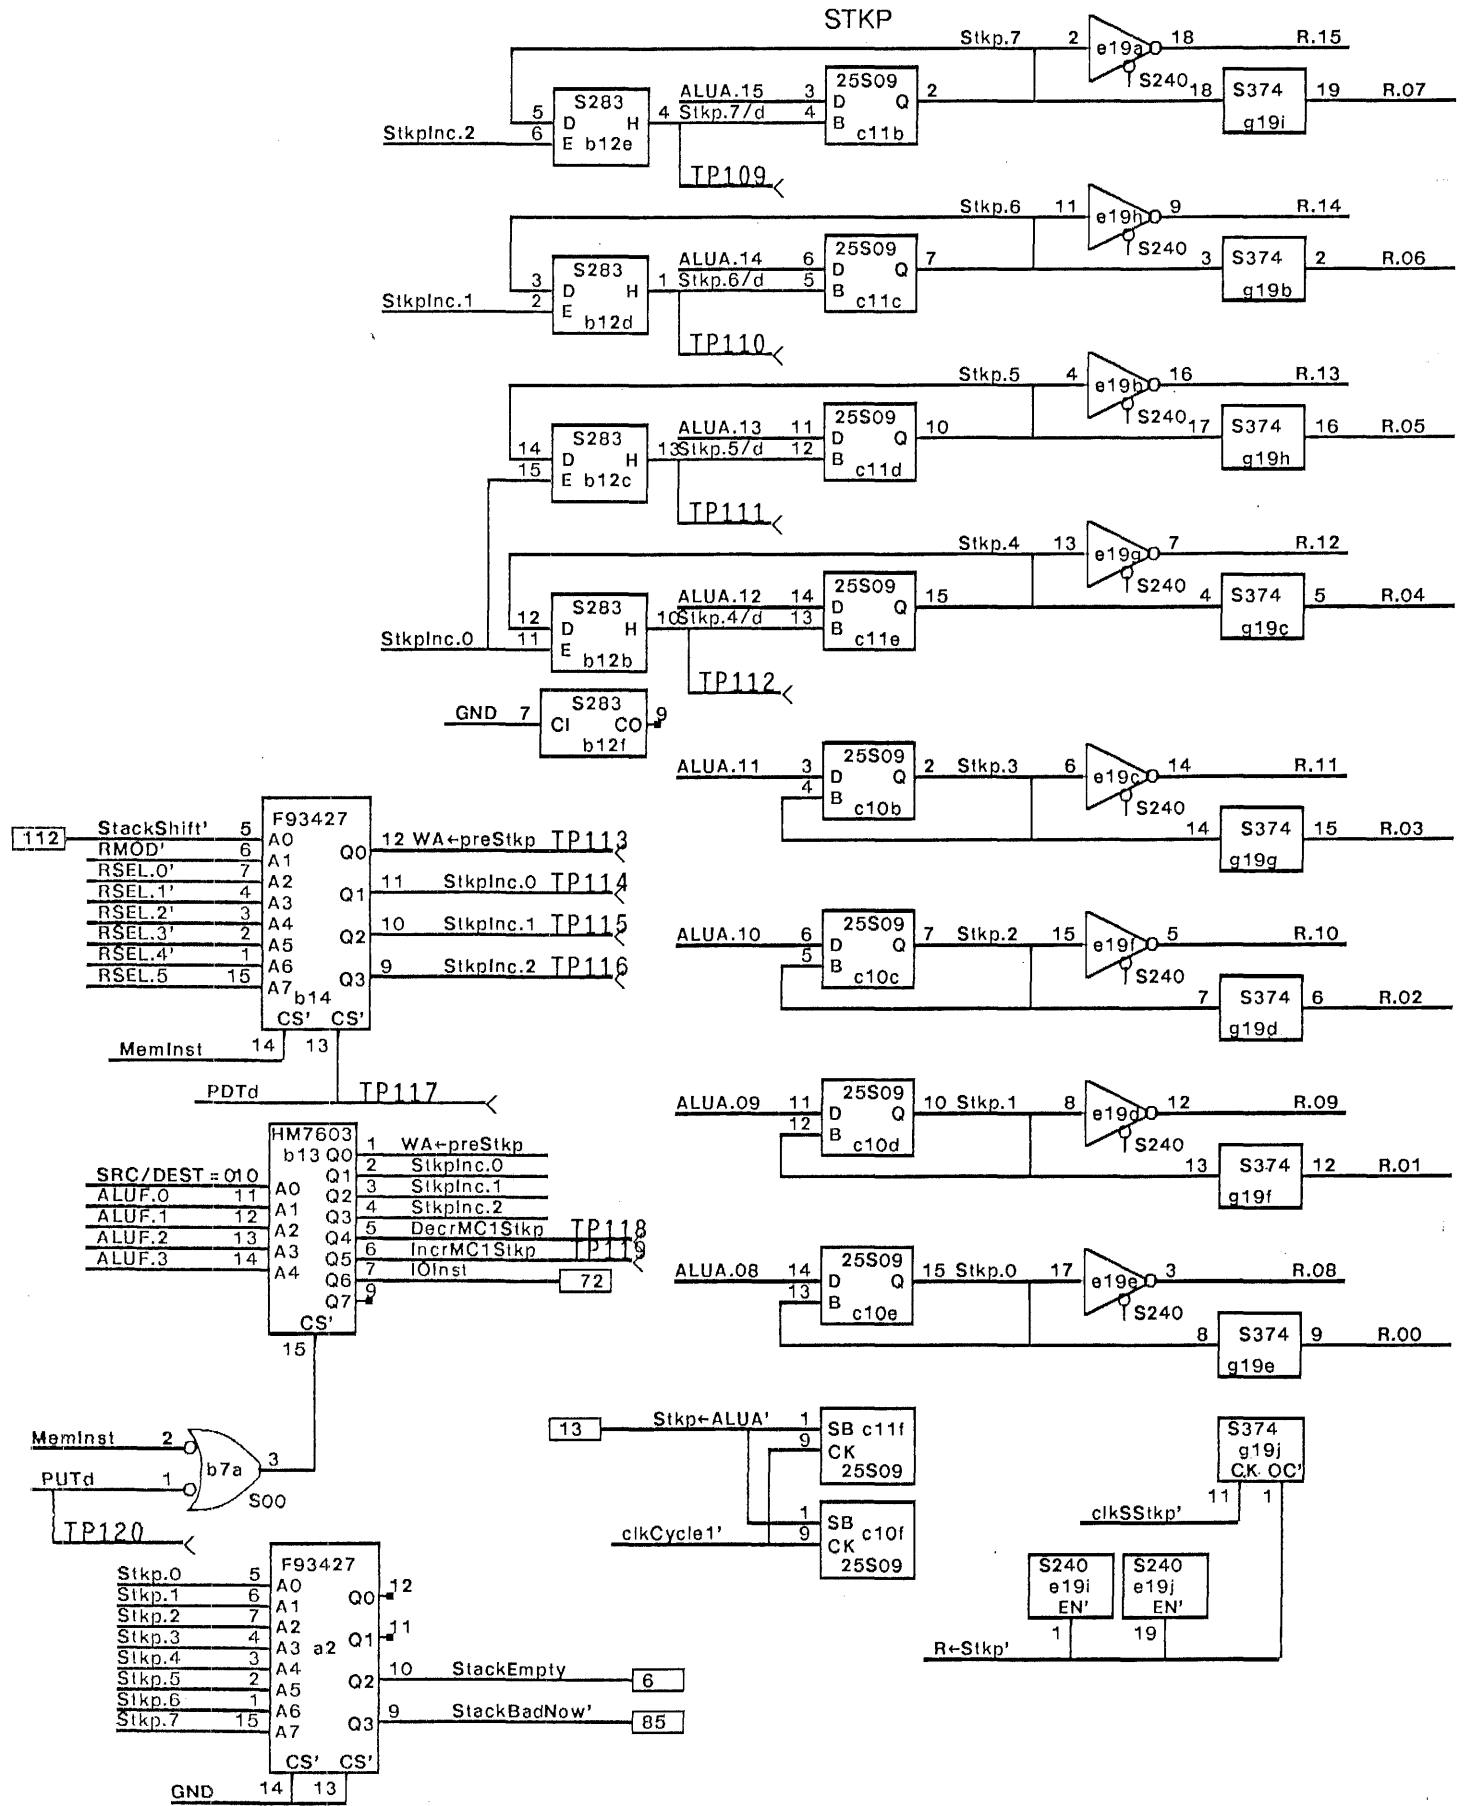 STKP
Stkp.7 2 e19a 18 R.15
S240
ALUA.15 3 25S09 D Q 2 18 S374 19 R.07
5 S283 D H 4 Stkp.7/d 4 B c11b g19i
StkpInc.2 6 E b12e
TP109
Stkp.6 11 e19h 9 R.14
S240
ALUA.14 6 25S09 D Q 7 3 S374 2 R.06
3 S283 D H 1 Stkp.6/d 5 B c11c g19b
StkpInc.1 2 E b12d
TP110
Stkp.5 4 e19b 16 R.13
S240
ALUA.13 11 25S09 D Q 10 17 S374 16 R.05
14 S283 D H 13 Stkp.5/d 12 B c11d g19h
15 E b12c
TP111
Stkp.4 13 e19g 7 R.12
S240
ALUA.12 14 25S09 D Q 15 4 S374 5 R.04
12 S283 D H 10 Stkp.4/d 13 B c11e g19c
StkpInc.0 11 E b12b
TP112
GND 7 S283 CI CO 9
b12f
ALUA.11 3 25S09 D Q 2 Stkp.3 6 e19c 14 R.11
4 B c10b S240
14 S374 15 R.03
g19g
ALUA.10 6 25S09 D Q 7 Stkp.2 15 e19f 5 R.10
5 B c10c S240
7 S374 6 R.02
g19d
ALUA.09 11 25S09 D Q 10 Stkp.1 8 e19d 12 R.09
12 B c10d S240
13 S374 12 R.01
g19f
ALUA.08 14 25S09 D Q 15 Stkp.0 17 e19e 3 R.08
13 B c10e S240
8 S374 9 R.00
g19e
F93427
112 StackShift' 5 A0 Q0 12 WA←preStkp TP113
RMOD' 6 A1
RSEL.0' 7 A2 Q1 11 StkpInc.0 TP114
RSEL.1' 4 A3
RSEL.2' 3 A4 Q2 10 StkpInc.1 TP115
RSEL.3' 2 A5
RSEL.4' 1 A6 Q3 9 StkpInc.2 TP116
RSEL.5 15 A7 b14
CS' CS'
MemInst 14 13
PDTd TP117
HM7603
b13 Q0 1 WA←preStkp
Q1 2 StkpInc.0
SRC/DEST=0 10 A0 Q2 3 StkpInc.1
ALUF.0 11 A1 Q3 4 StkpInc.2
ALUF.1 12 A2 Q4 5 DecrMC1Stkp TP118
ALUF.2 13 A3 Q5 6 IncrMC1Stkp TP119
ALUF.3 14 A4 Q6 7 IOInst 72
Q7 9
CS'
15
MemInst 2 b7a 3
PUTd 1 S00
TP120
13 Stkp←ALUA' 1 SB c11f
9 CK
25S09
1 SB c10f
clkCycle1' 9 CK
25S09
S374
g19j
CK OC'
11 1
clkSStkp'
S240 S240
e19i e19j
EN' EN'
1 19
R←Stkp'
F93427
Stkp.0 5 A0 Q0 12
Stkp.1 6 A1
Stkp.2 7 A2 Q1 11
Stkp.3 4 A3 a2
Stkp.4 3 A4 Q2 10 StackEmpty 6
Stkp.5 2 A5
Stkp.6 1 A6 Q3 9 StackBadNow' 85
Stkp.7 15 A7
CS' CS'
GND 14 13